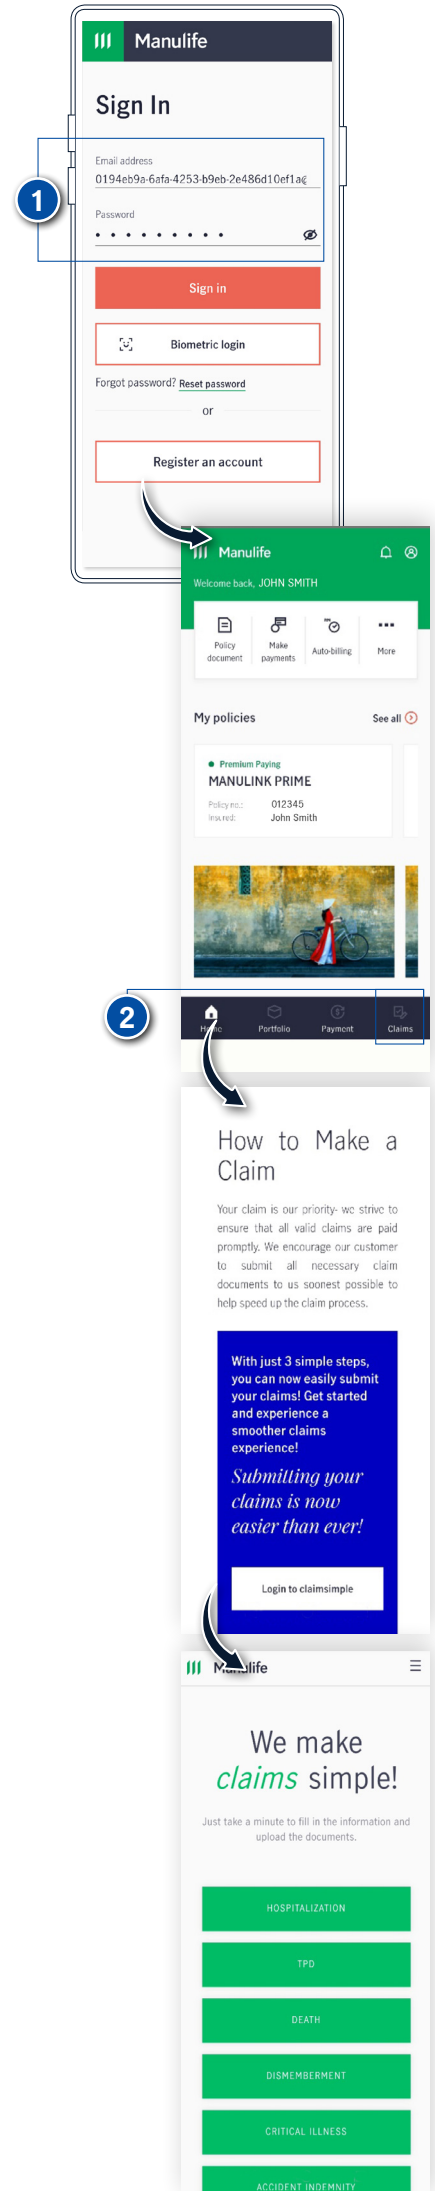 Manulife
Sign In
Email address
0194eb9a-6afa-4253-b9eb-2e486d10ef1a
1
Password
Sign in
Biometric login
Forgot password? Reset password
or
Register an account
Manulife
Welcome back, JOHN SMITH
Policy document
Make payments
Auto-billing
More
My policies
See all
Premium Paying
MANULINK PRIME
Policy no.: 012345
Insured: John Smith
2
Home
Portfolio
Payment
Claims
How to Make a
Claim
Your claim is our priority- we strive to
ensure that all valid claims are paid
promptly. We encourage our customer
to submit all necessary claim
documents to us soonest possible to
help speed up the claim process.
With just 3 simple steps,
you can now easily submit
your claims! Get started
and experience a
smoother claims
experience!
Submitting your
claims is now
easier than ever!
Login to claimsimple
Manulife
We make
claims simple!
Just take a minute to fill in the information and
upload the documents.
HOSPITALIZATION
TPD
DEATH
DISMEMBERMENT
CRITICAL ILLNESS
ACCIDENT INDEMNITY